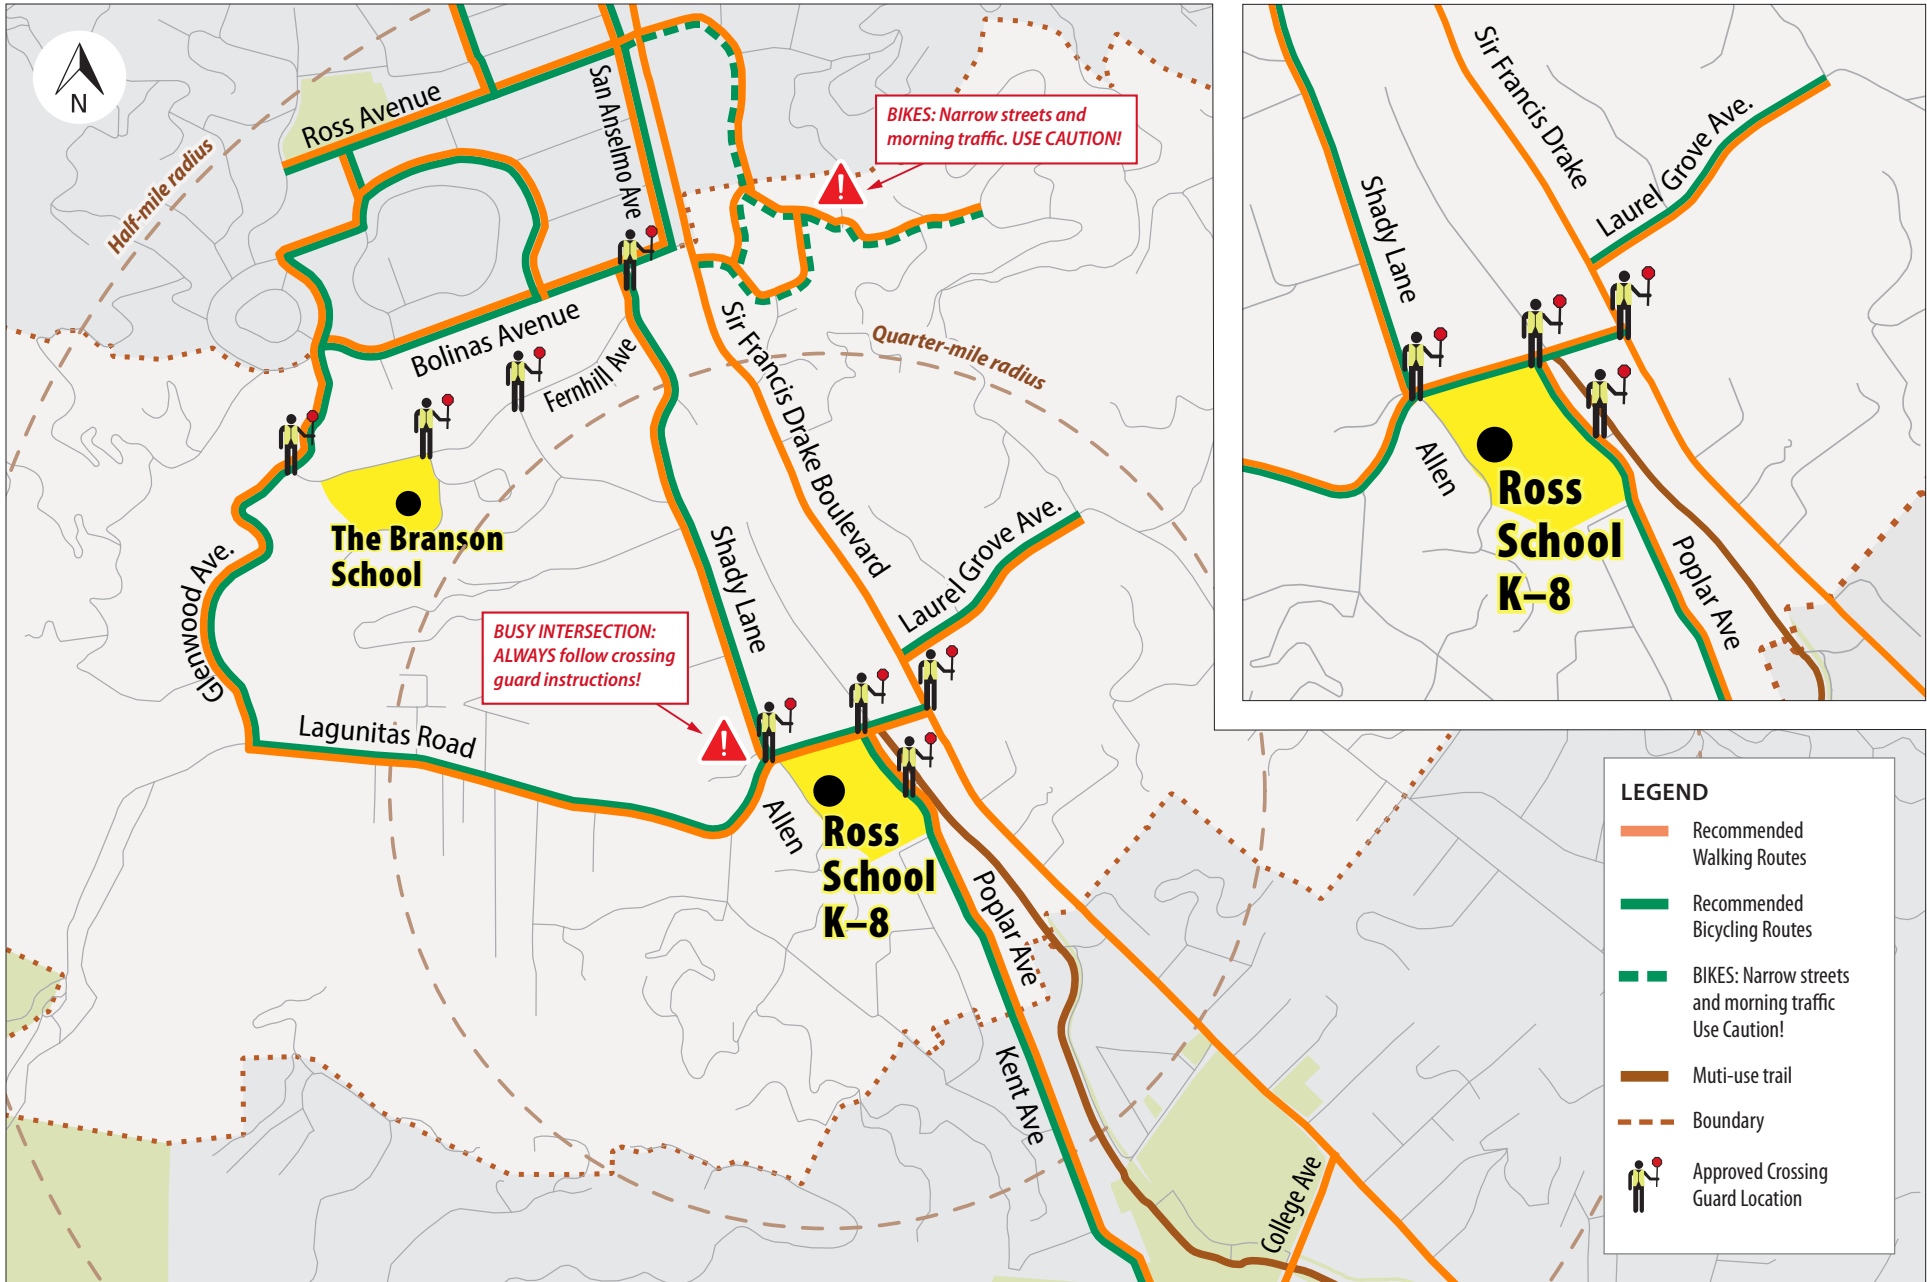 N
Ross Avenue
San Anselmo Ave
Half-mile radius
BIKES: Narrow streets and
morning traffic. USE CAUTION!
Bolinas Avenue
Fernhill Ave
Sir Francis Drake Boulevard
Quarter-mile radius
The Branson
School
Glenwood Ave.
Shady Lane
Laurel Grove Ave.
BUSY INTERSECTION:
ALWAYS follow crossing
guard instructions!
Lagunitas Road
Allen
Ross
School
K–8
Poplar Ave
Kent Ave
College Ave
Sir Francis Drake
Laurel Grove Ave.
Shady Lane
Allen
Ross
School
K–8
Poplar Ave
LEGEND
Recommended
Walking Routes
Recommended
Bicycling Routes
BIKES: Narrow streets
and morning traffic
Use Caution!
Muti-use trail
Boundary
Approved Crossing
Guard Location